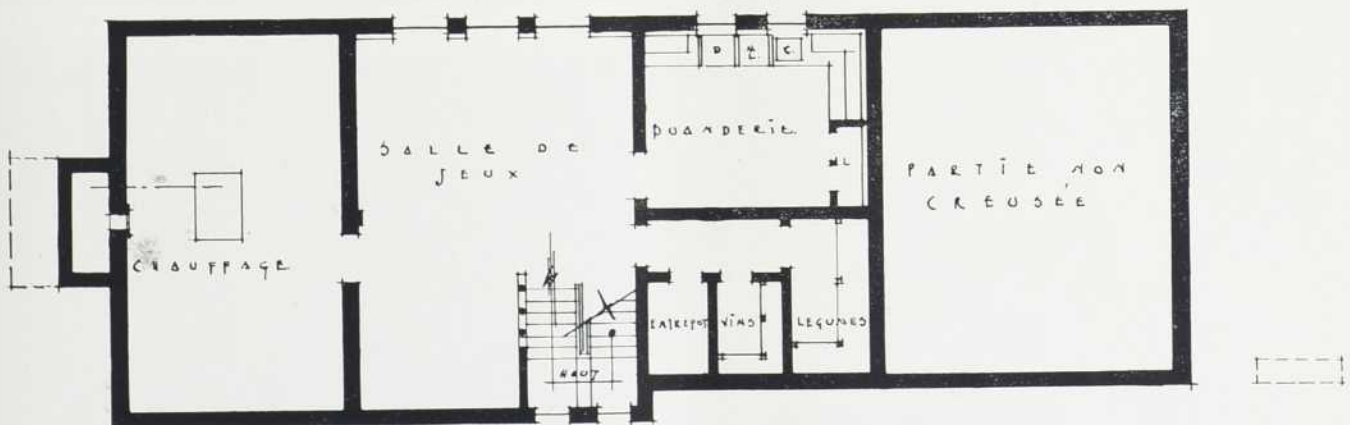 D
C.
BUANDERIE
SALLE DE
JEUX
L
PARTIE NON
CREUSÉE
CHAUFFAGE
ENTREPOT
VINS
LEGUMES
HAUT